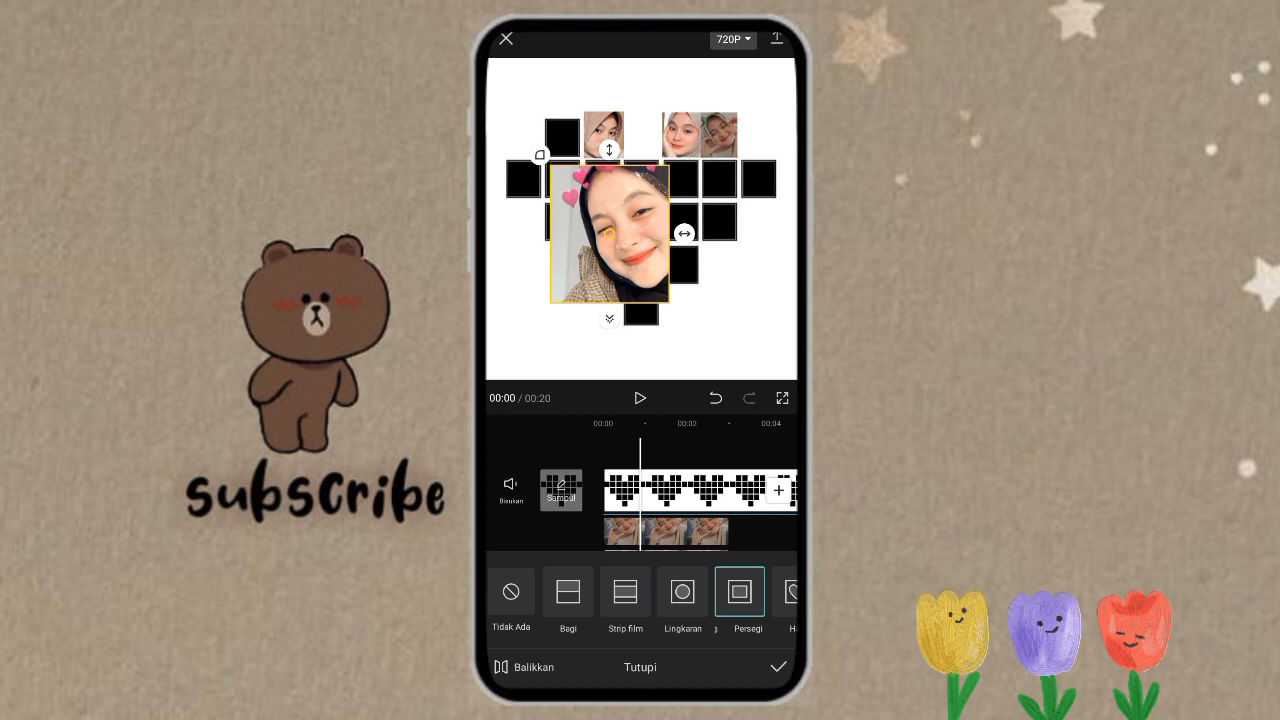 720P
subscribe
00:00 / 00:20
00:00
00:02
00:04
Bisukan
Sampul
Tidak Ada
Bagi
Strip film
Lingkaran
Persegi
H
Balikkan
Tutupi